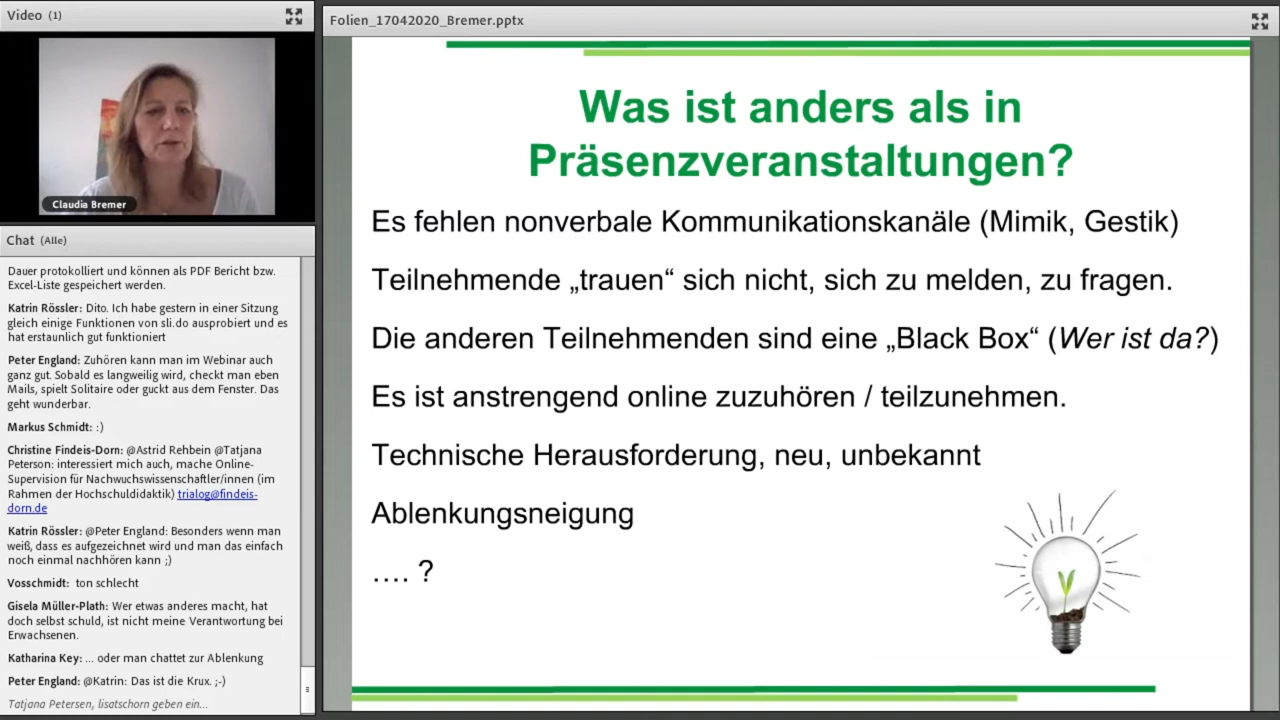 Video (1)
Claudia Bremer
Chat (Alle)
Dauer protokolliert und können als PDF Bericht bzw.
Excel-Liste gespeichert werden.
Katrin Rössler: Dito. Ich habe gestern in einer Sitzung
gleich einige Funktionen von sli.do ausprobiert und es
hat erstaunlich gut funktioniert
Peter England: Zuhören kann man im Webinar auch
ganz gut. Sobald es langweilig wird, checkt man eben
Mails, spielt Solitaire oder guckt aus dem Fenster. Das
geht wunderbar.
Markus Schmidt: :)
Christine Findeis-Dorn: @Astrid Rehbein @Tatjana
Peterson: interessiert mich auch, mache Online-
Supervision für Nachwuchswissenschaftler/innen (im
Rahmen der Hochschuldidaktik) trialog@findeis-
dorn.de
Katrin Rössler: @Peter England: Besonders wenn man
weiß, dass es aufgezeichnet wird und man das einfach
noch einmal nachhören kann ;)
Vosschmidt: ton schlecht
Gisela Müller-Plath: Wer etwas anderes macht, hat
doch selbst schuld, ist nicht meine Verantwortung bei
Erwachsenen.
Katharina Key: ... oder man chattet zur Ablenkung
Peter England: @Katrin: Das ist die Krux. ;-)
Tatjana Petersen, lisatschorn geben ein...
Folien_17042020_Bremer.pptx
Was ist anders als in
Präsenzveranstaltungen?
Es fehlen nonverbale Kommunikationskanäle (Mimik, Gestik)
Teilnehmende „trauen“ sich nicht, sich zu melden, zu fragen.
Die anderen Teilnehmenden sind eine „Black Box“ (Wer ist da?)
Es ist anstrengend online zuzuhören / teilzunehmen.
Technische Herausforderung, neu, unbekannt
Ablenkungsneigung
…. ?